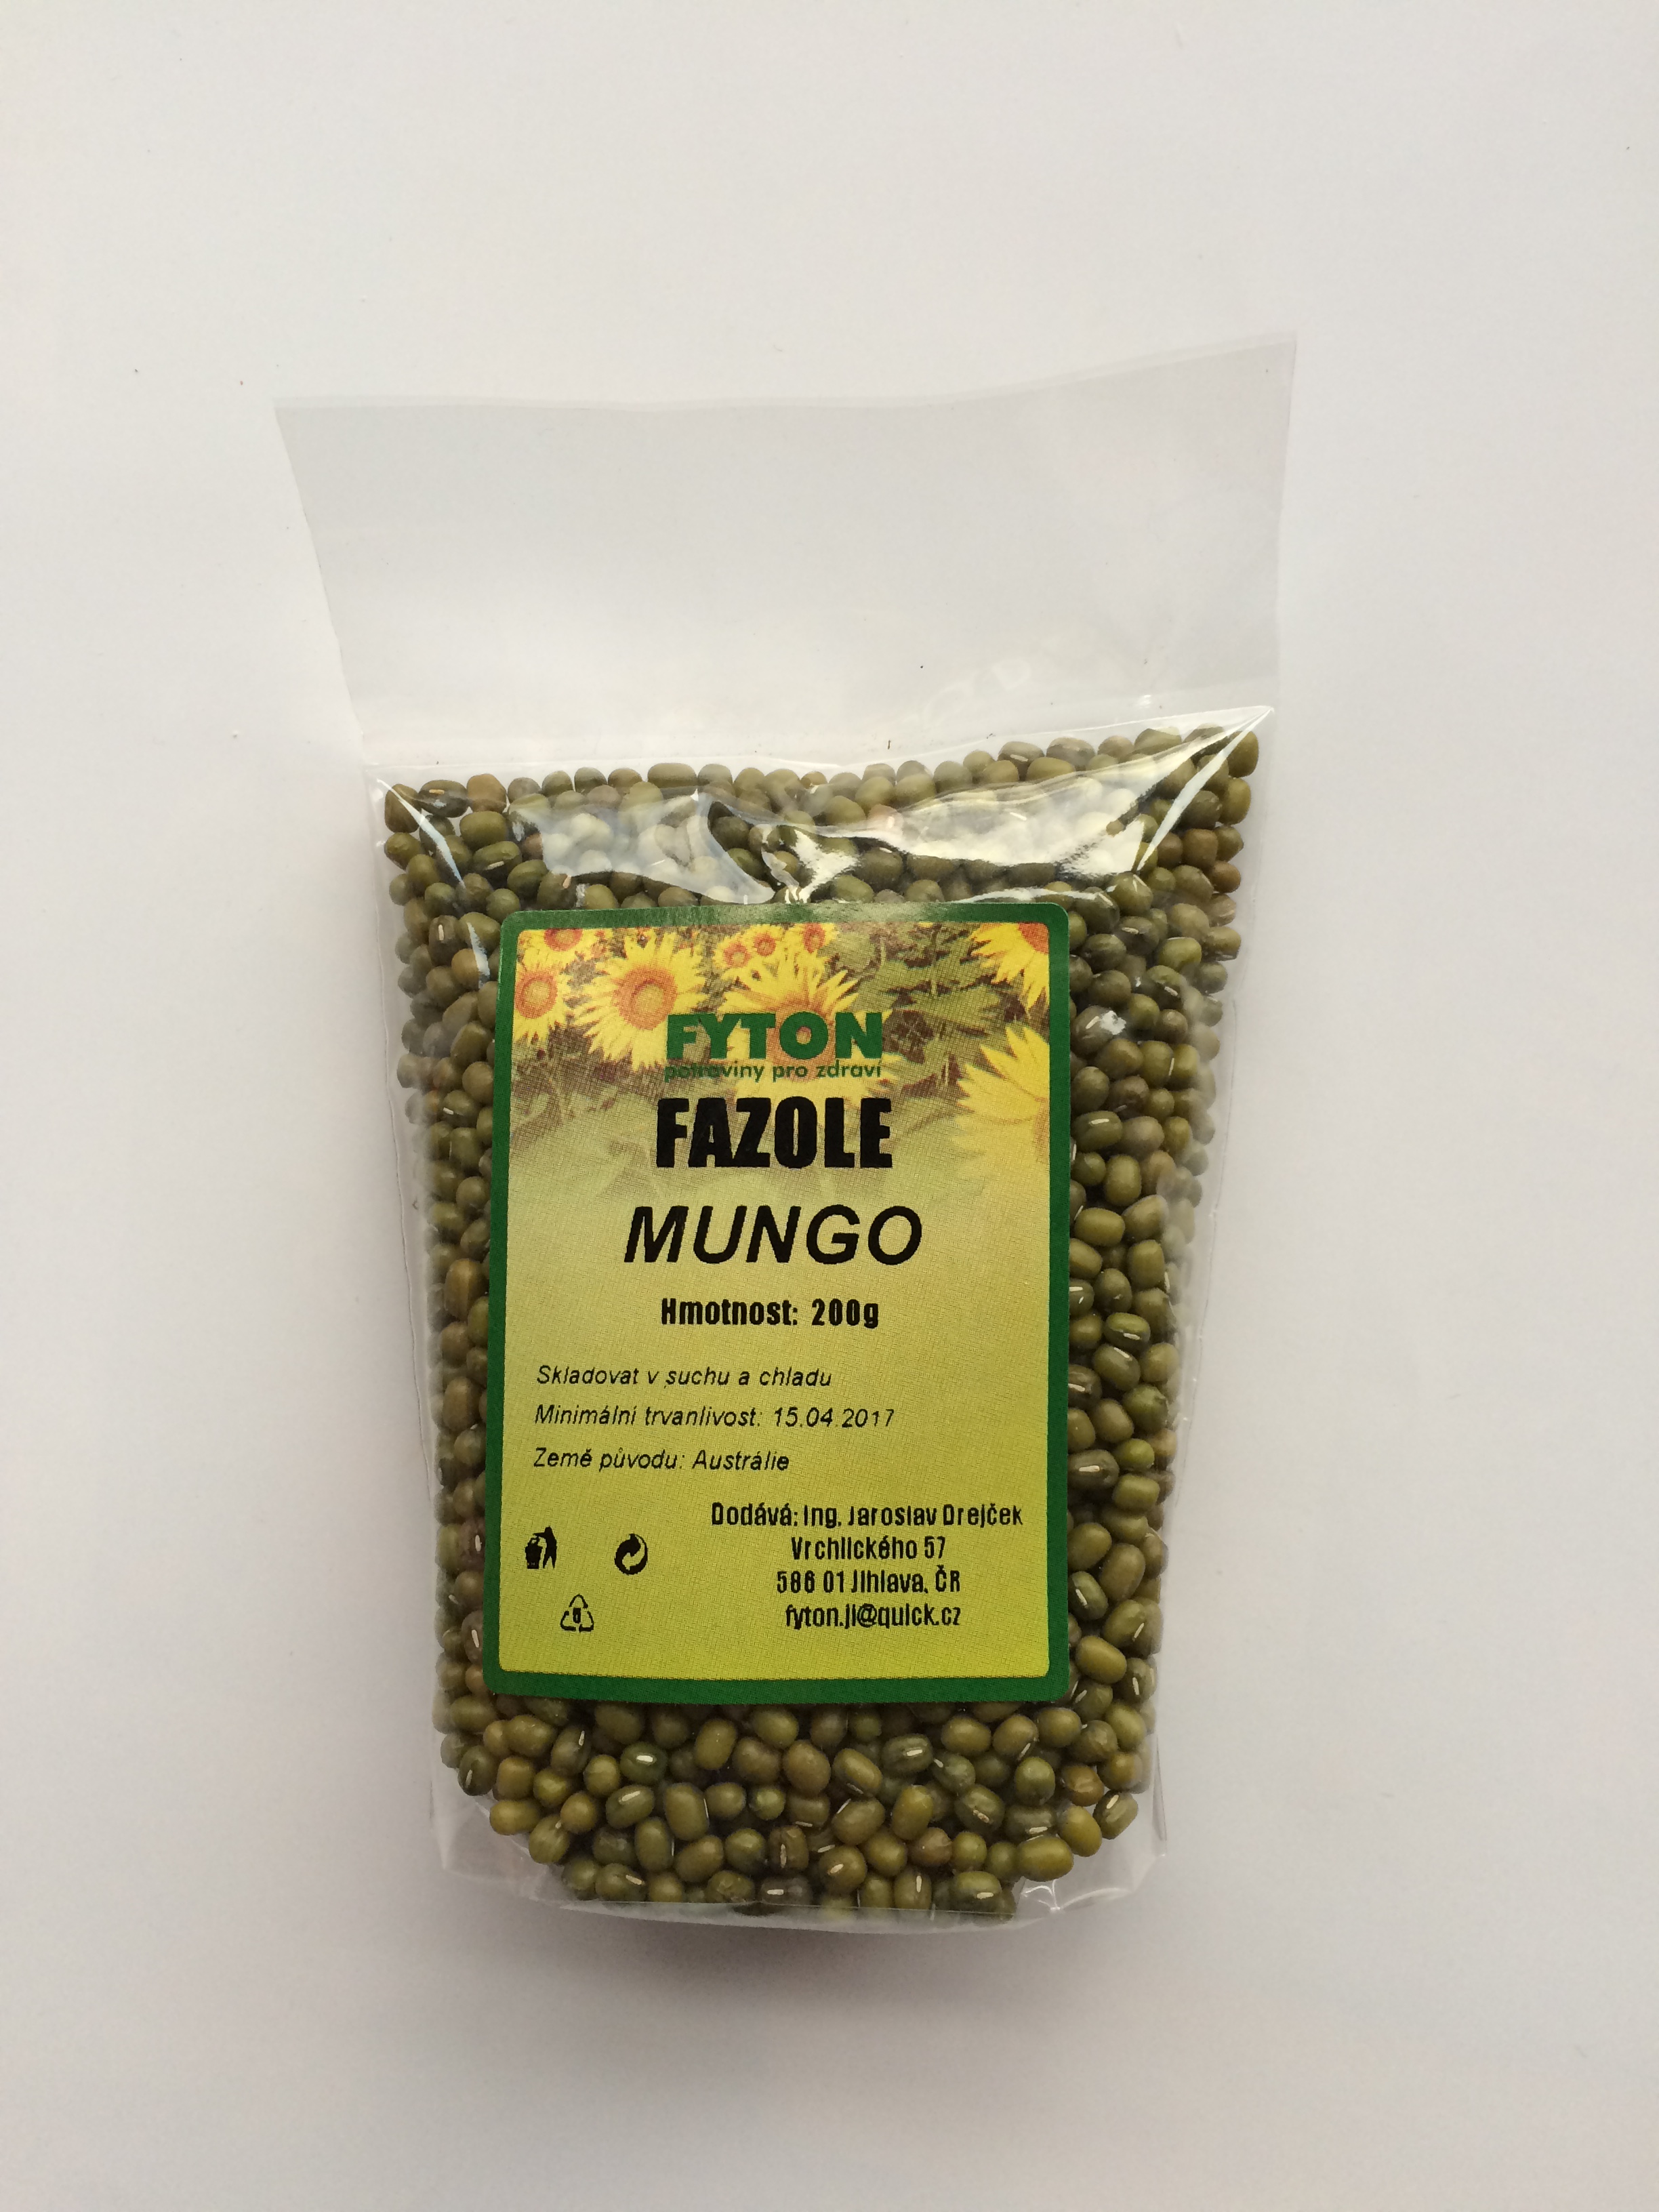 FYTON
potraviny pro zdraví
FAZOLE
MUNGO
Hmotnost: 200g
Skladovat v suchu a chladu
Minimální trvanlivost: 15.04.2017
Země původu: Austrálie
Dodává: Ing. Jaroslav Drejček
Vrchlického 57
586 01 Jihlava, ČR
fyton.ji@quick.cz